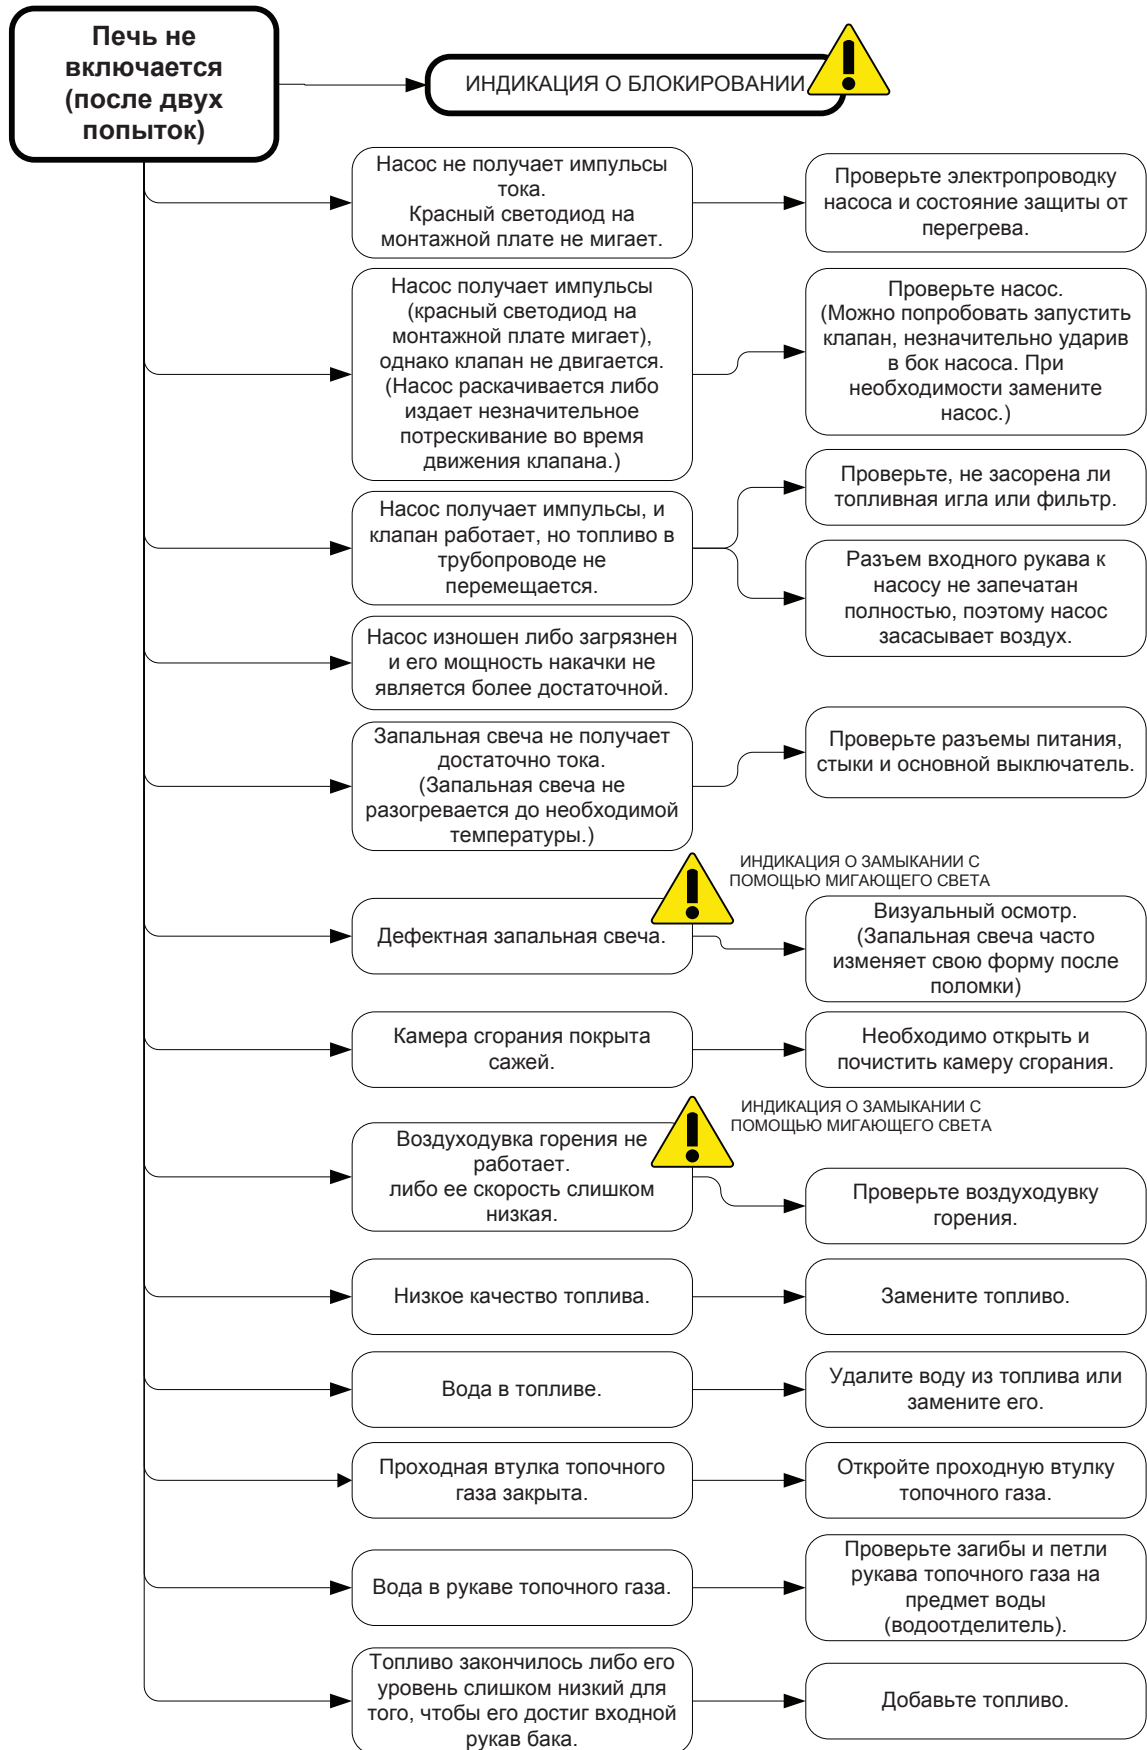 Печь не
включается
(после двух
попыток)
ИНДИКАЦИЯ О БЛОКИРОВАНИИ
Насос не получает импульсы
тока.
Красный светодиод на
монтажной плате не мигает.
Проверьте электропроводку
насоса и состояние защиты от
перегрева.
Насос получает импульсы
(красный светодиод на
монтажной плате мигает),
однако клапан не двигается.
(Насос раскачивается либо
издает незначительное
потрескивание во время
движения клапана.)
Проверьте насос.
(Можно попробовать запустить
клапан, незначительно ударив
в бок насоса. При
необходимости замените
насос.)
Насос получает импульсы, и
клапан работает, но топливо в
трубопроводе не
перемещается.
Проверьте, не засорена ли
топливная игла или фильтр.
Разъем входного рукава к
насосу не запечатан
полностью, поэтому насос
засасывает воздух.
Насос изношен либо загрязнен
и его мощность накачки не
является более достаточной.
Запальная свеча не получает
достаточно тока.
(Запальная свеча не
разогревается до необходимой
температуры.)
Проверьте разъемы питания,
стыки и основной выключатель.
ИНДИКАЦИЯ О ЗАМЫКАНИИ С
ПОМОЩЬЮ МИГАЮЩЕГО СВЕТА
Дефектная запальная свеча.
Визуальный осмотр.
(Запальная свеча часто
изменяет свою форму после
поломки)
Камера сгорания покрыта
сажей.
Необходимо открыть и
почистить камеру сгорания.
ИНДИКАЦИЯ О ЗАМЫКАНИИ С
ПОМОЩЬЮ МИГАЮЩЕГО СВЕТА
Воздуходувка горения не
работает.
либо ее скорость слишком
низкая.
Проверьте воздуходувку
горения.
Низкое качество топлива.
Замените топливо.
Вода в топливе.
Удалите воду из топлива или
замените его.
Проходная втулка топочного
газа закрыта.
Откройте проходную втулку
топочного газа.
Вода в рукаве топочного газа.
Проверьте загибы и петли
рукава топочного газа на
предмет воды
(водоотделитель).
Топливо закончилось либо его
уровень слишком низкий для
того, чтобы его достиг входной
рукав бака.
Добавьте топливо.